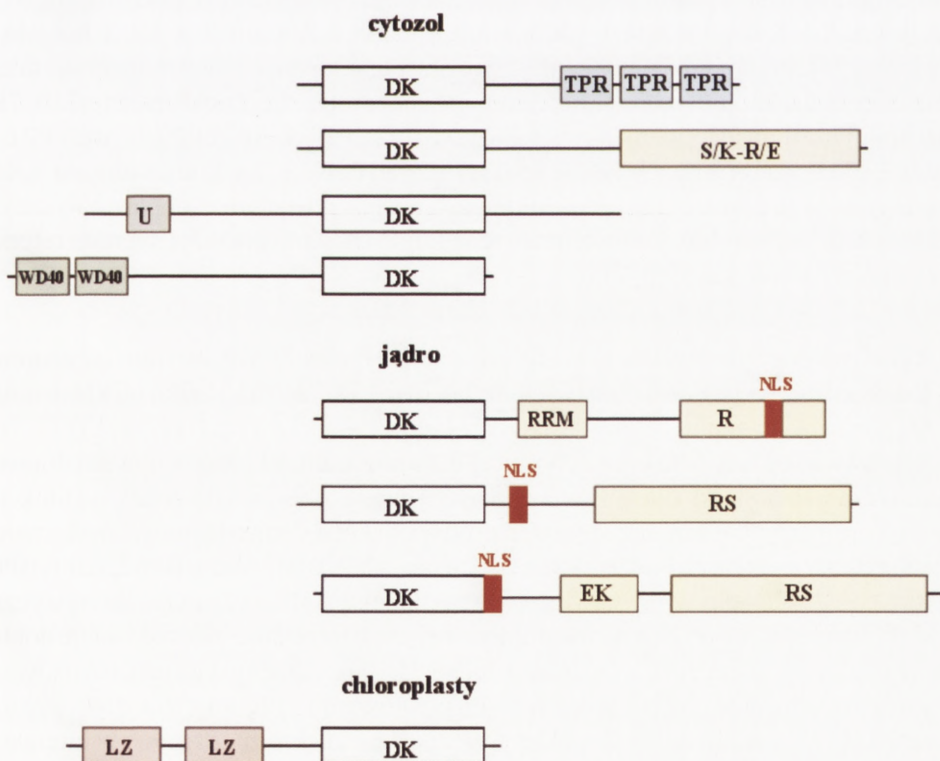 cytozol
DK TPR TPR TPR
DK S/K-R/E
U DK
WD40 WD40 DK
jądro
NLS
DK RRM R
NLS
DK RS
NLS
DK EK RS
chloroplasty
LZ LZ DK